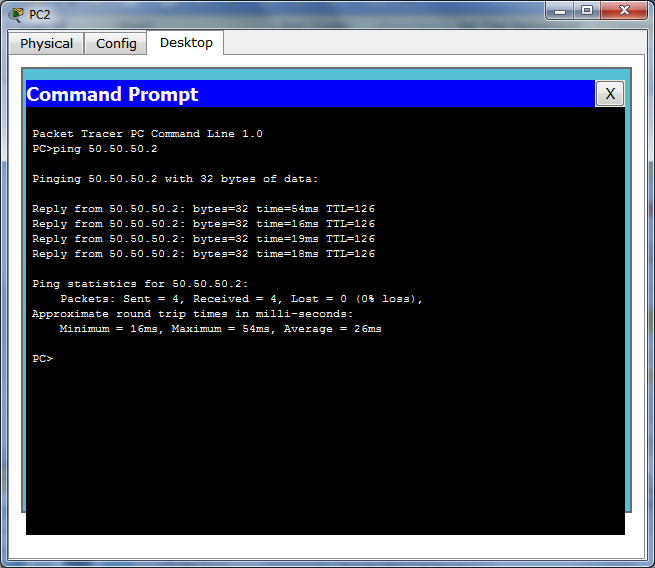 PC2
Physical Config Desktop
Command Prompt X
Packet Tracer PC Command Line 1.0
PC>ping 50.50.50.2
Pinging 50.50.50.2 with 32 bytes of data:
Reply from 50.50.50.2: bytes=32 time=54ms TTL=126
Reply from 50.50.50.2: bytes=32 time=16ms TTL=126
Reply from 50.50.50.2: bytes=32 time=19ms TTL=126
Reply from 50.50.50.2: bytes=32 time=18ms TTL=126
Ping statistics for 50.50.50.2:
Packets: Sent = 4, Received = 4, Lost = 0 (0% loss),
Approximate round trip times in milli-seconds:
Minimum = 16ms, Maximum = 54ms, Average = 26ms
PC>